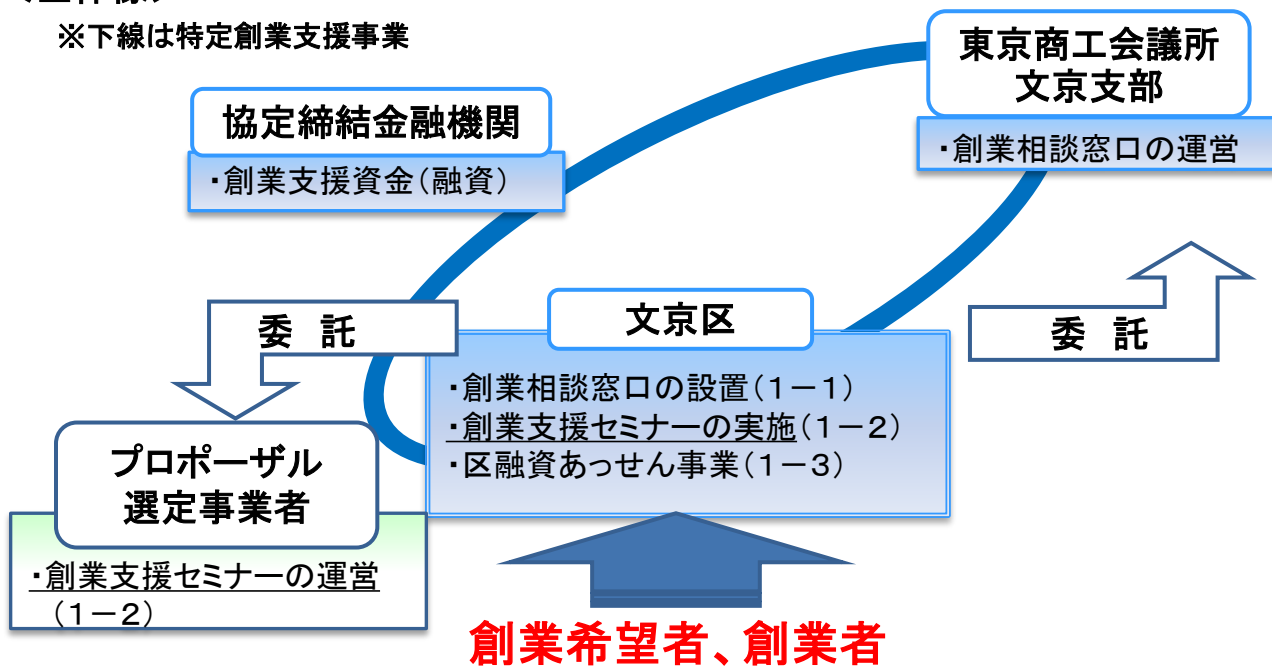 ※下線は特定創業支援事業
東京商工会議所
文京支部
・創業相談窓口の運営
協定締結金融機関
・創業支援資金(融資)
委 託
委 託
文京区
・創業相談窓口の設置(1-1)
・創業支援セミナーの実施(1-2)
・区融資あっせん事業(1-3)
プロポーザル
選定事業者
・創業支援セミナーの運営
(1-2)
創業希望者、創業者